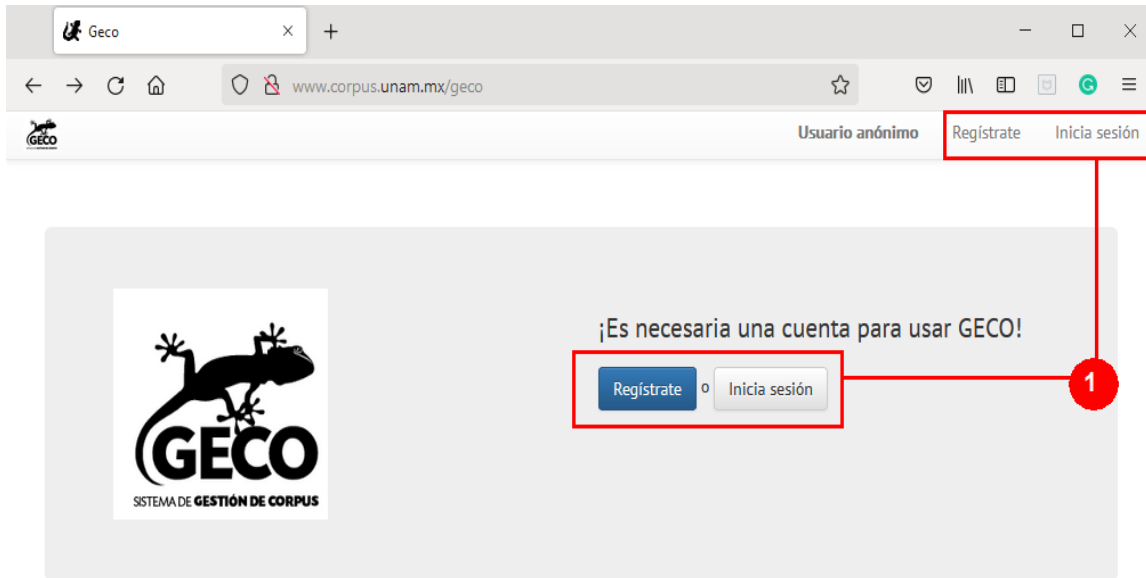 Geco
www.corpus.unam.mx/geco
GECO
Usuario anónimo Regístrate Inicia sesión
¡Es necesaria una cuenta para usar GECO!
Regístrate o Inicia sesión
1
GECO
SISTEMA DE GESTIÓN DE CORPUS